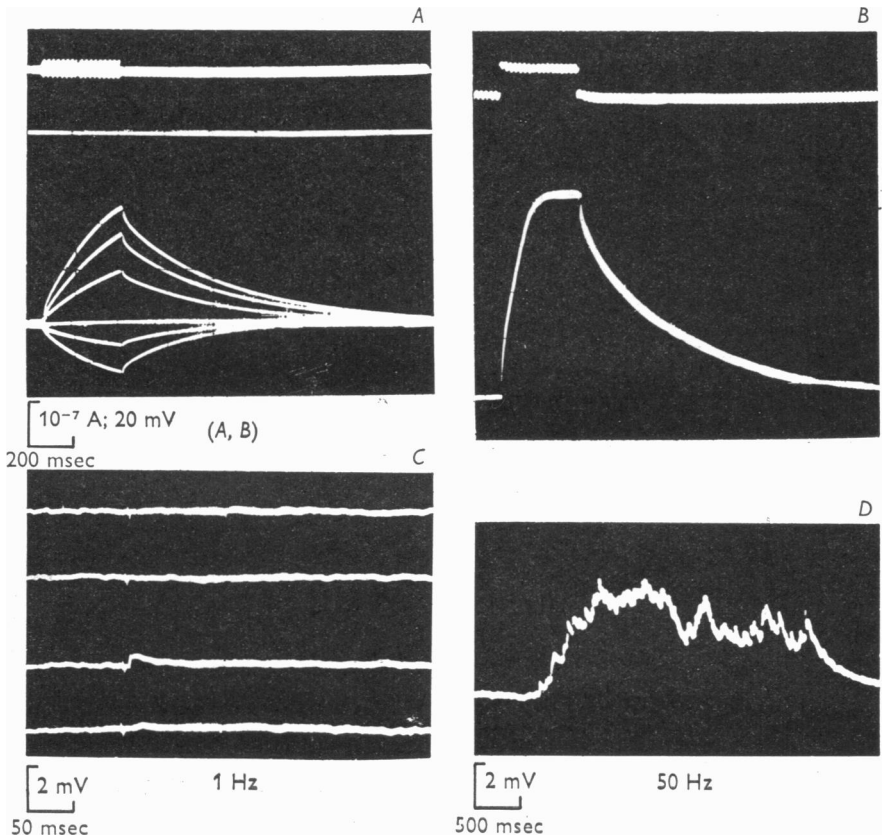 A
B
10⁻⁷ A; 20 mV
(A, B)
200 msec
C
D
2 mV
1 Hz
50 msec
2 mV
50 Hz
500 msec